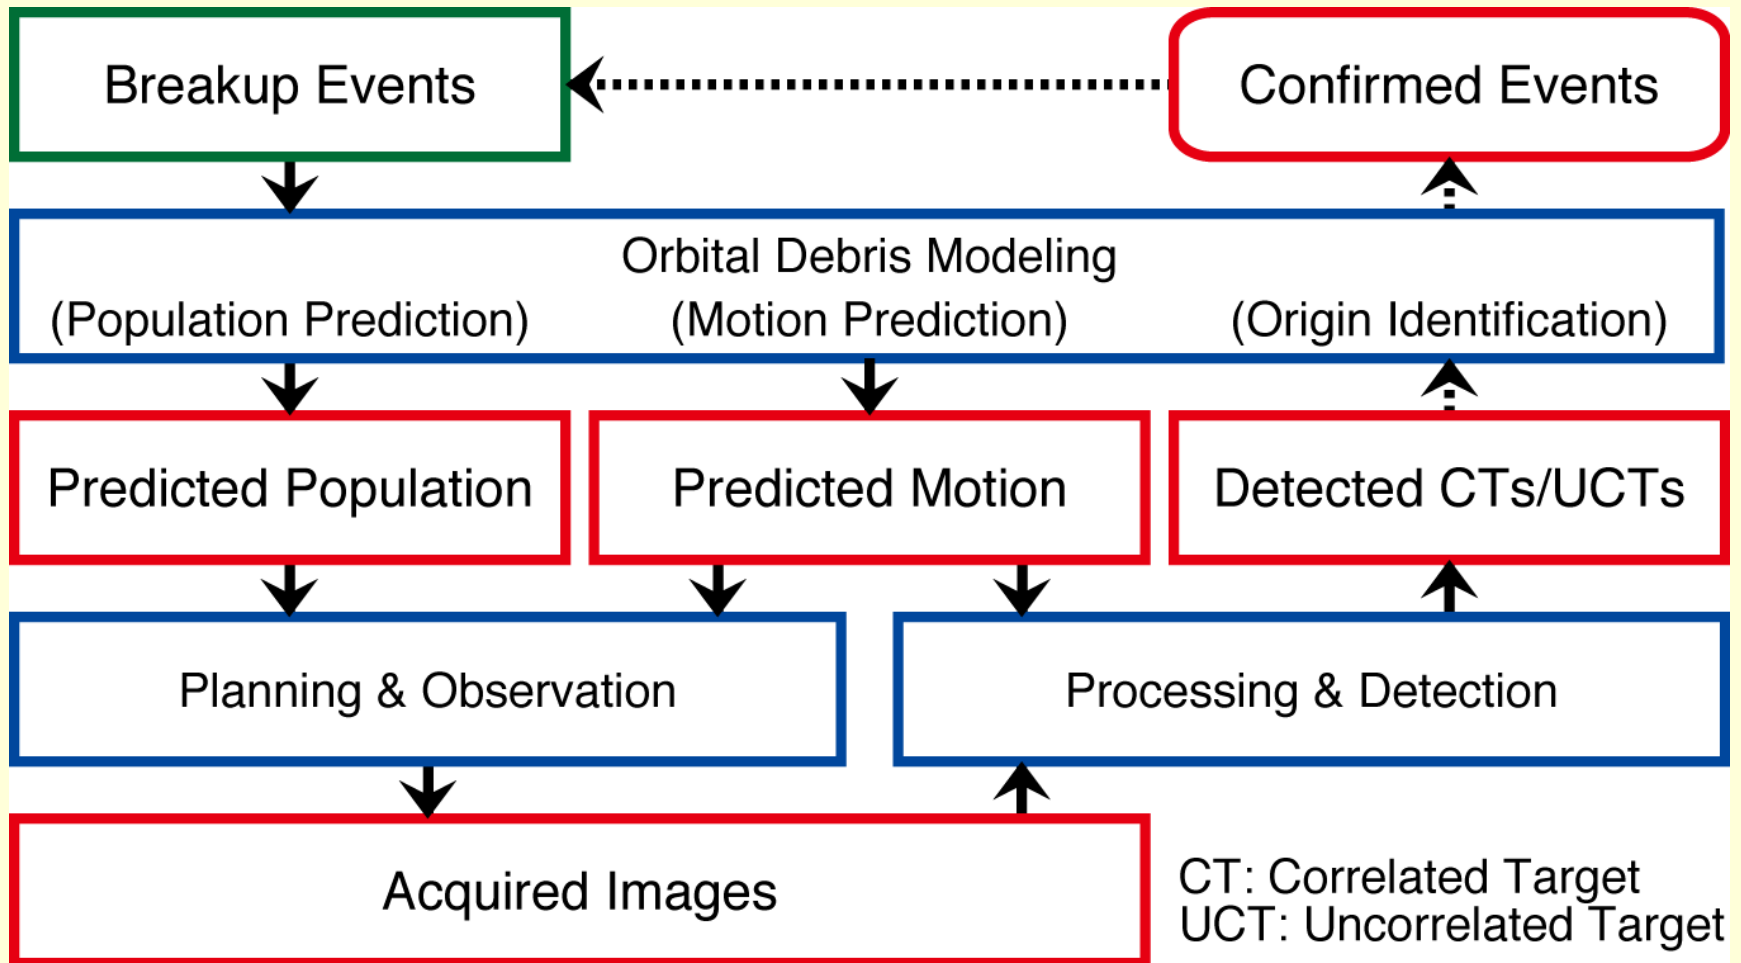 Breakup Events
Confirmed Events
Orbital Debris Modeling
(Population Prediction)
(Motion Prediction)
(Origin Identification)
Predicted Population
Predicted Motion
Detected CTs/UCTs
Planning & Observation
Processing & Detection
Acquired Images
CT: Correlated Target
UCT: Uncorrelated Target